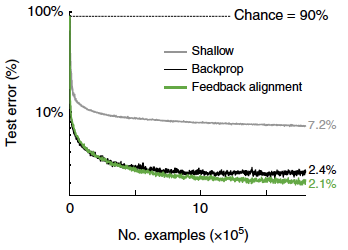 100%
Chance = 90%
Shallow
Backprop
Feedback alignment
Test error (%)
10%
7.2%
2.4%
2.1%
0
10
No. examples (×10⁵)